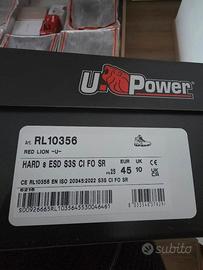 U-Power
Art. RL10356
RED LION -U-
HARD s ESD S3S CI FO SR
EUR
UK
45
10
CE RL10356 EN ISO 20345:2022 S3S CI FO SR
subito